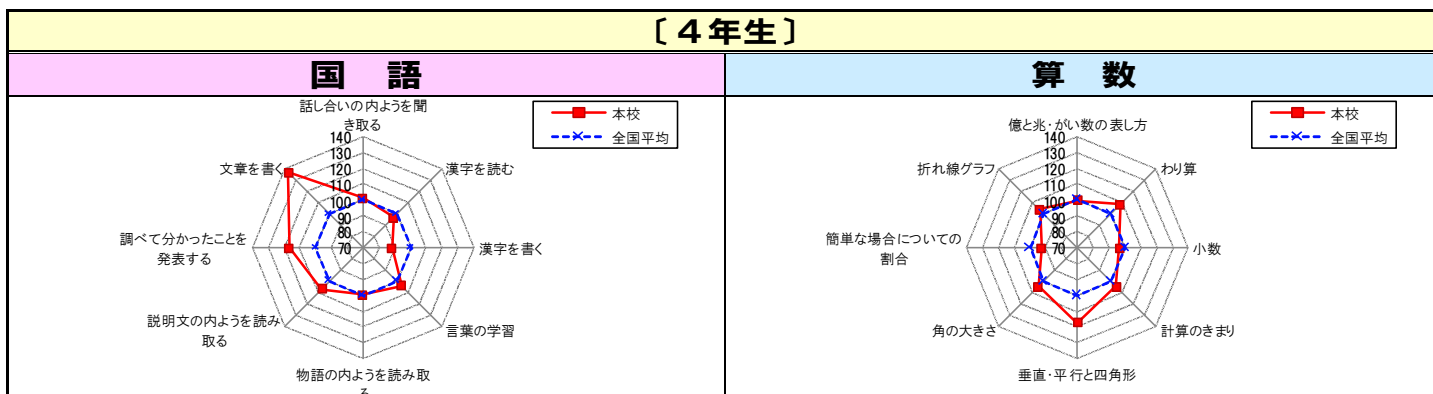 〔４年生〕
国　語
算　数
話し合いの内ようを聞
き取る
本校
全国平均
140
130
120
110
100
90
80
70
文章を書く
漢字を読む
調べて分かったことを
発表する
漢字を書く
説明文の内ようを読み
取る
言葉の学習
物語の内ようを読み取
る
億と兆・がい数の表し方
本校
全国平均
140
130
120
110
100
90
80
70
折れ線グラフ
わり算
簡単な場合についての
割合
小数
角の大きさ
計算のきまり
垂直・平行と四角形